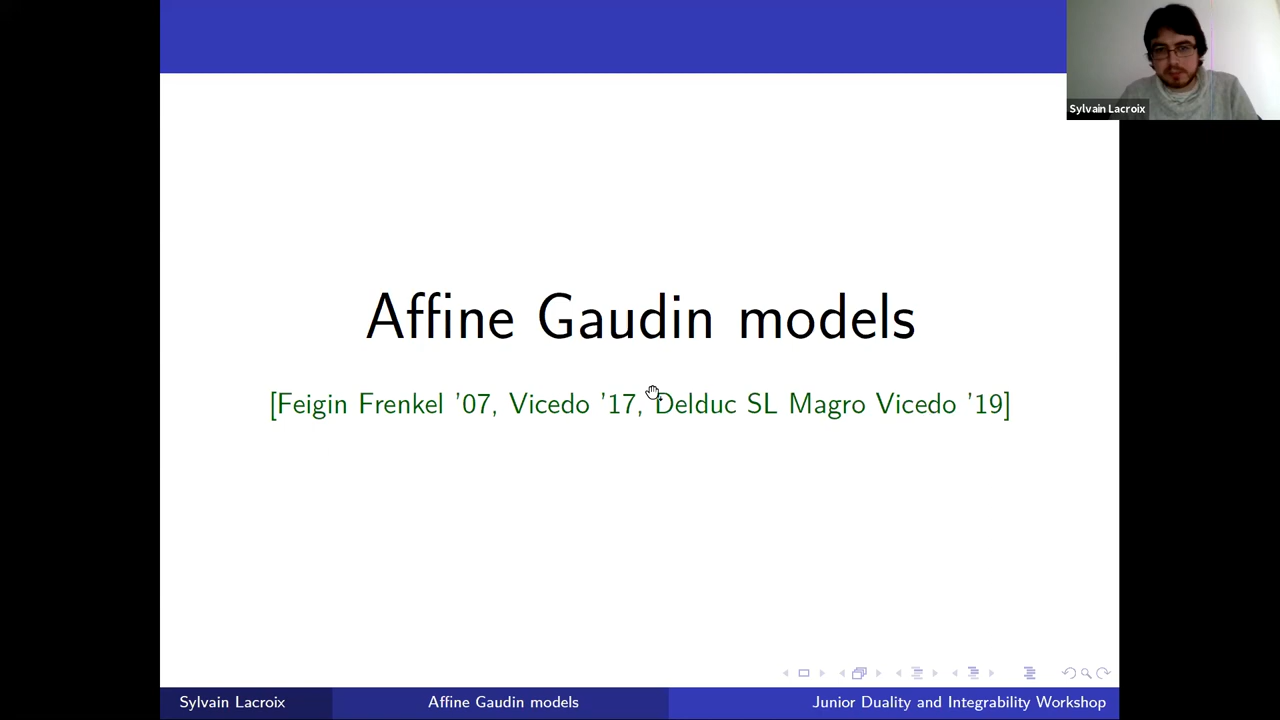 Sylvain Lacroix
Affine Gaudin models
[Feigin Frenkel '07, Vicedo '17, Delduc SL Magro Vicedo '19]
Sylvain Lacroix
Affine Gaudin models
Junior Duality and Integrability Workshop